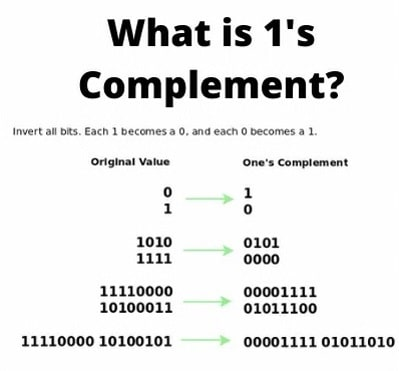 What is 1's
Complement?
Invert all bits. Each 1 becomes a 0, and each 0 becomes a 1.
Original Value One's Complement
0 1
1 0
1010 0101
1111 0000
11110000 00001111
10100011 01011100
11110000 10100101 00001111 01011010